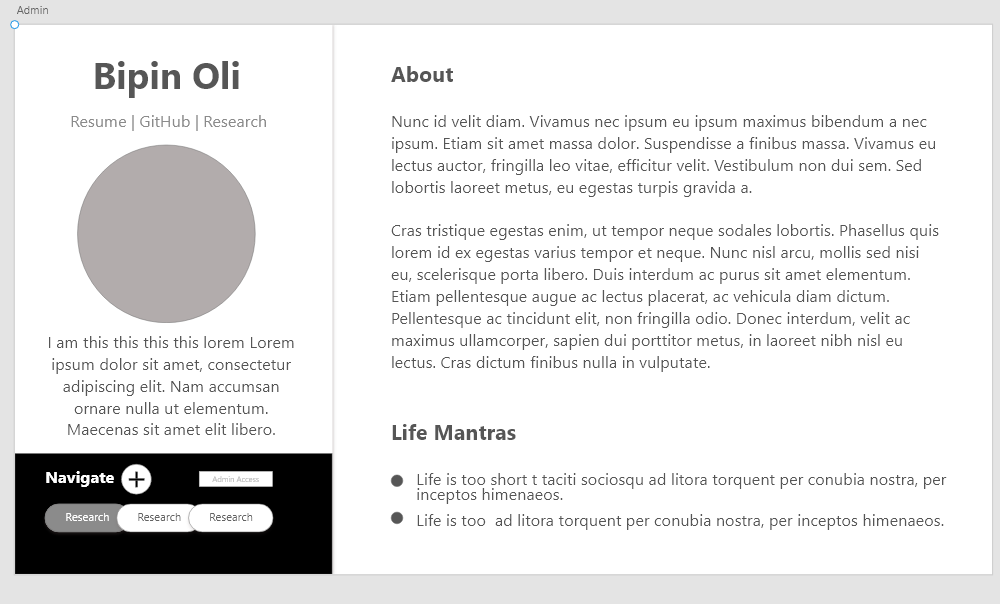 Admin
Bipin Oli
Resume | GitHub | Research
I am this this this this lorem Lorem
ipsum dolor sit amet, consectetur
adipiscing elit. Nam accumsan
ornare nulla ut elementum.
Maecenas sit amet elit libero.
Navigate
Admin Access
Research Research Research
About
Nunc id velit diam. Vivamus nec ipsum eu ipsum maximus bibendum a nec
ipsum. Etiam sit amet massa dolor. Suspendisse a finibus massa. Vivamus eu
lectus auctor, fringilla leo vitae, efficitur velit. Vestibulum non dui sem. Sed
lobortis laoreet metus, eu egestas turpis gravida a.
Cras tristique egestas enim, ut tempor neque sodales lobortis. Phasellus quis
lorem id ex egestas varius tempor et neque. Nunc nisl arcu, mollis sed nisi
eu, scelerisque porta libero. Duis interdum ac purus sit amet elementum.
Etiam pellentesque augue ac lectus placerat, ac vehicula diam dictum.
Pellentesque ac tincidunt elit, non fringilla odio. Donec interdum, velit ac
maximus ullamcorper, sapien dui porttitor metus, in laoreet nibh nisl eu
lectus. Cras dictum finibus nulla in vulputate.
Life Mantras
Life is too short t taciti sociosqu ad litora torquent per conubia nostra, per
inceptos himenaeos.
Life is too  ad litora torquent per conubia nostra, per inceptos himenaeos.